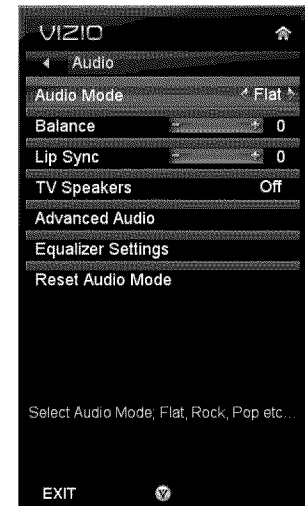 VIZIO
Audio
Audio Mode Flat
Balance - + 0
Lip Sync - + 0
TV Speakers Off
Advanced Audio
Equalizer Settings
Reset Audio Mode
Select Audio Mode; Flat, Rock, Pop etc...
EXIT V